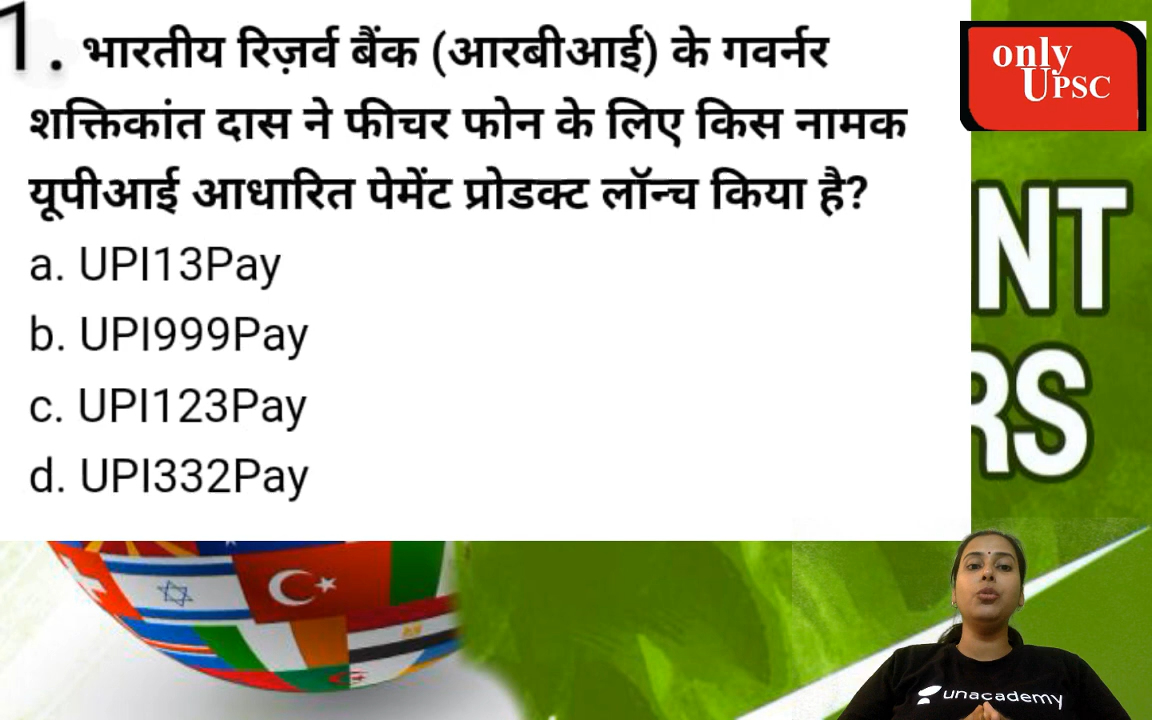 1. भारतीय रिज़र्व बैंक (आरबीआई) के गवर्नर
शक्तिकांत दास ने फीचर फोन के लिए किस नामक
यूपीआई आधारित पेमेंट प्रोडक्ट लॉन्च किया है?
a. UPI13Pay
b. UPI999Pay
c. UPI123Pay
d. UPI332Pay
only
UPSC
NT
RS
unacademy